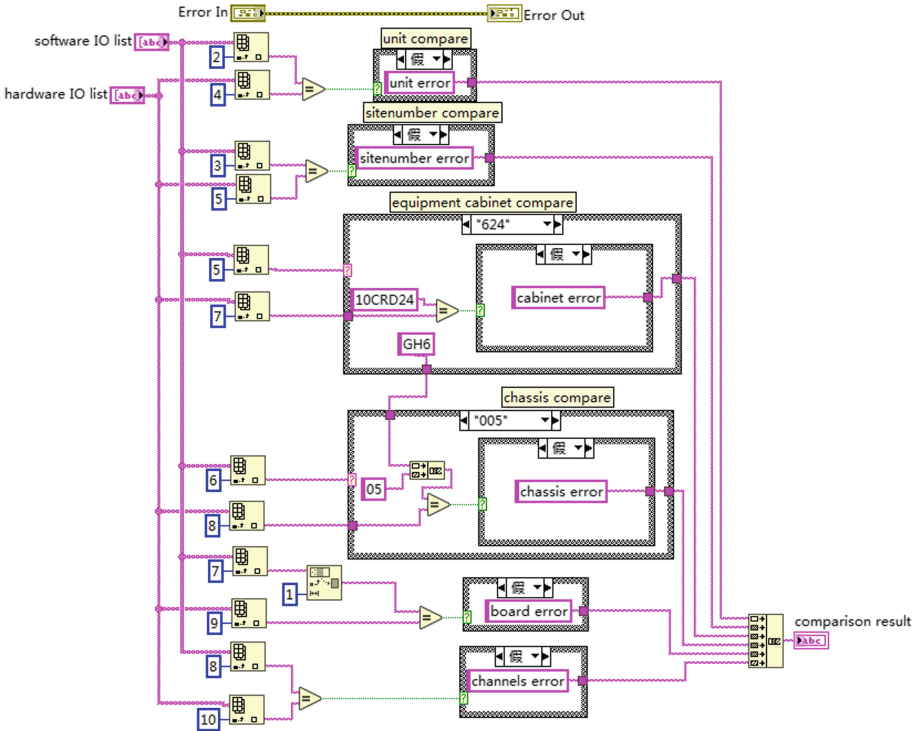 Error In
Error Out
software IO list
[abc]
hardware IO list
[abc]
unit compare
假
unit error
2
4
=
?
sitenumber compare
假
sitenumber error
3
5
=
?
equipment cabinet compare
"624"
假
5
?
cabinet error
10CRD24
=
?
7
GH6
chassis compare
"005"
假
6
?
05
chassis error
=
?
8
7
1
假
board error
9
=
?
comparison result
abc
8
假
channels error
=
?
10